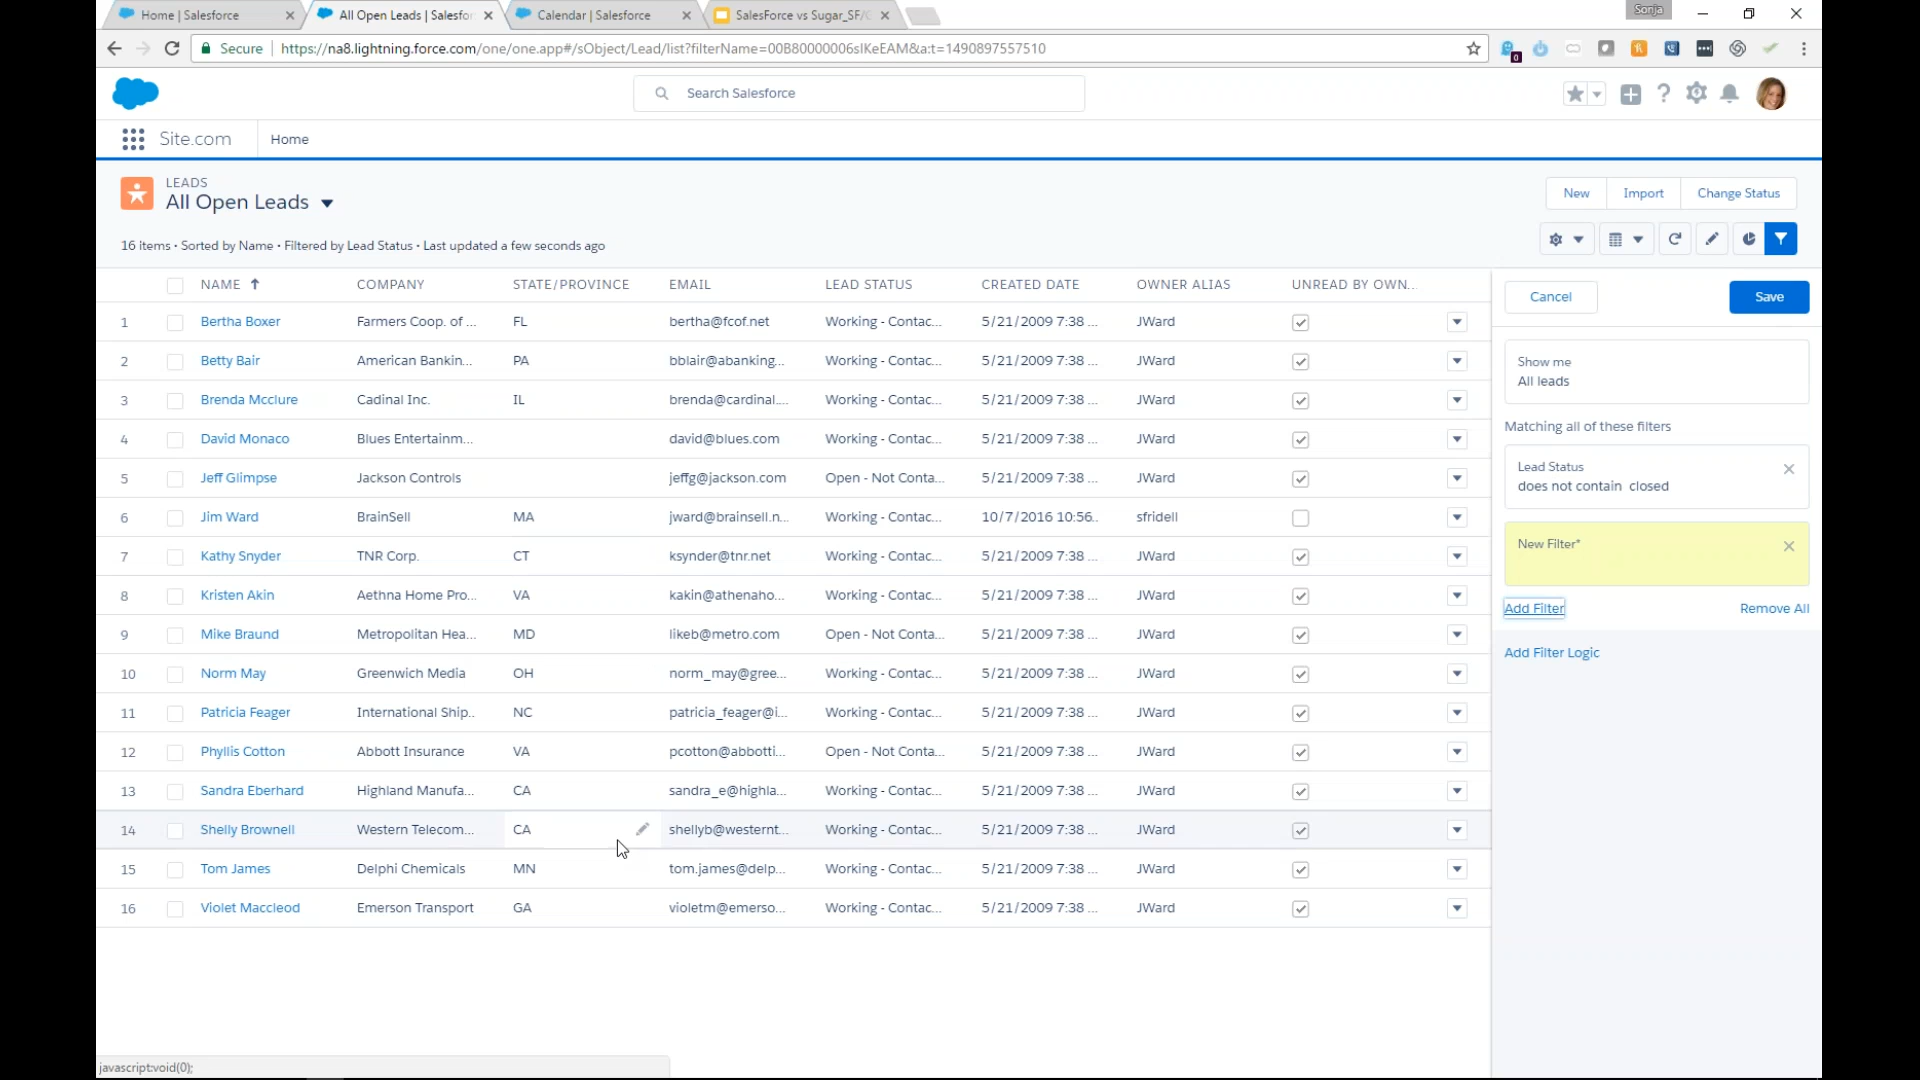 Home | Salesforce
All Open Leads | Salesfor
Calendar | Salesforce
SalesForce vs Sugar_SF/
Sonja
Secure
https://na8.lightning.force.com/one/one.app#/sObject/Lead/list?filterName=00B80000006sIKeEAM&a:t=1490897557510
0
Search Salesforce
Site.com
Home
LEADS
All Open Leads
New
Import
Change Status
16 items • Sorted by Name • Filtered by Lead Status • Last updated a few seconds ago
NAME COMPANY STATE/PROVINCE EMAIL LEAD STATUS CREATED DATE OWNER ALIAS UNREAD BY OWN...
1 Bertha Boxer Farmers Coop. of ... FL bertha@fcof.net Working - Contac... 5/21/2009 7:38 ... JWard
2 Betty Bair American Bankin... PA bblair@abanking... Working - Contac... 5/21/2009 7:38 ... JWard
3 Brenda Mcclure Cadinal Inc. IL brenda@cardinal.... Working - Contac... 5/21/2009 7:38 ... JWard
4 David Monaco Blues Entertainm... david@blues.com Working - Contac... 5/21/2009 7:38 ... JWard
5 Jeff Glimpse Jackson Controls jeffg@jackson.com Open - Not Conta... 5/21/2009 7:38 ... JWard
6 Jim Ward BrainSell MA jward@brainsell.n... Working - Contac... 10/7/2016 10:56.. sfridell
7 Kathy Snyder TNR Corp. CT ksynder@tnr.net Working - Contac... 5/21/2009 7:38 ... JWard
8 Kristen Akin Aethna Home Pro... VA kakin@athenaho... Working - Contac... 5/21/2009 7:38 ... JWard
9 Mike Braund Metropolitan Hea... MD likeb@metro.com Open - Not Conta... 5/21/2009 7:38 ... JWard
10 Norm May Greenwich Media OH norm_may@gree... Working - Contac... 5/21/2009 7:38 ... JWard
11 Patricia Feager International Ship.. NC patricia_feager@i... Working - Contac... 5/21/2009 7:38 ... JWard
12 Phyllis Cotton Abbott Insurance VA pcotton@abbotti... Open - Not Conta... 5/21/2009 7:38 ... JWard
13 Sandra Eberhard Highland Manufa... CA sandra_e@highla... Working - Contac... 5/21/2009 7:38 ... JWard
14 Shelly Brownell Western Telecom... CA shellyb@westernt... Working - Contac... 5/21/2009 7:38 ... JWard
15 Tom James Delphi Chemicals MN tom.james@delp... Working - Contac... 5/21/2009 7:38 ... JWard
16 Violet Maccleod Emerson Transport GA violetm@emerso... Working - Contac... 5/21/2009 7:38 ... JWard
Cancel
Save
Show me
All leads
Matching all of these filters
Lead Status
does not contain closed
New Filter*
Add Filter
Remove All
Add Filter Logic
javascript:void(0);